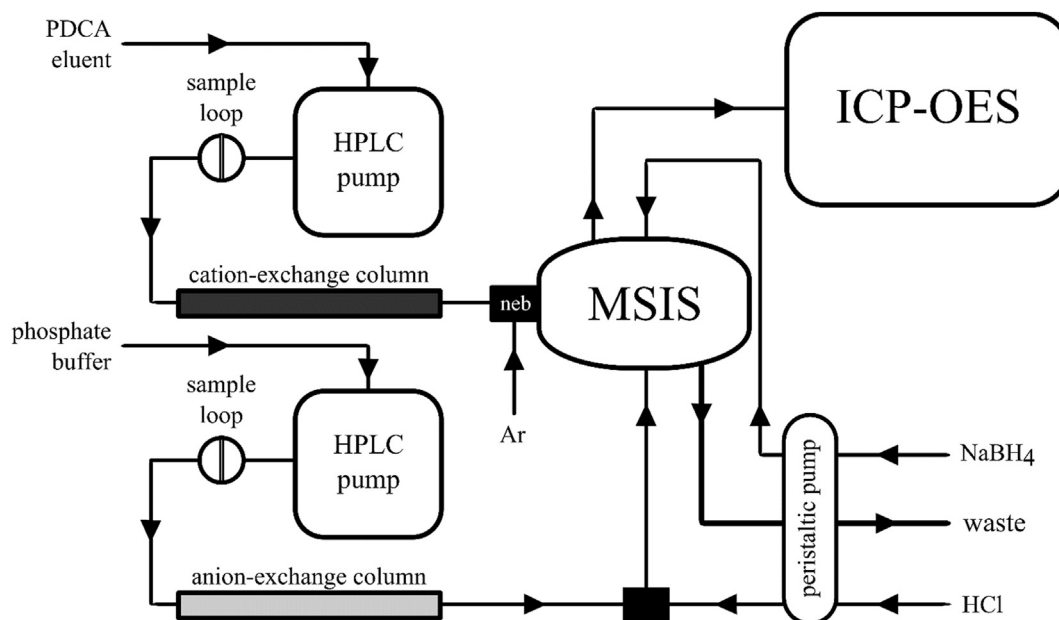 PDCA
eluent
sample
loop
HPLC
pump
ICP-OES
cation-exchange column
neb
MSIS
phosphate
buffer
sample
loop
HPLC
pump
Ar
peristaltic pump
NaBH4
waste
anion-exchange column
HCl